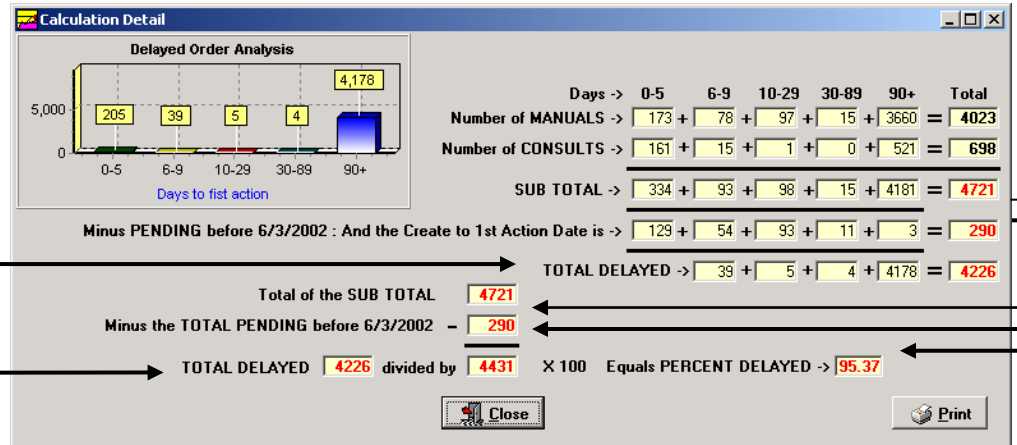 Calculation Detail
Delayed Order Analysis
4,178
5,000
205 39 5 4
0
0-5 6-9 10-29 30-89 90+
Days to fist action
Days -> 0-5 6-9 10-29 30-89 90+ Total
Number of MANUALS -> 173 + 78 + 97 + 15 + 3660 = 4023
Number of CONSULTS -> 161 + 15 + 1 + 0 + 521 = 698
SUB TOTAL -> 334 + 93 + 98 + 15 + 4181 = 4721
Minus PENDING before 6/3/2002 : And the Create to 1st Action Date is -> 129 + 54 + 93 + 11 + 3 = 290
TOTAL DELAYED -> 39 + 5 + 4 + 4178 = 4226
Total of the SUB TOTAL 4721
Minus the TOTAL PENDING before 6/3/2002 - 290
TOTAL DELAYED 4226 divided by 4431 X 100 Equals PERCENT DELAYED -> 95.37
Close
Print